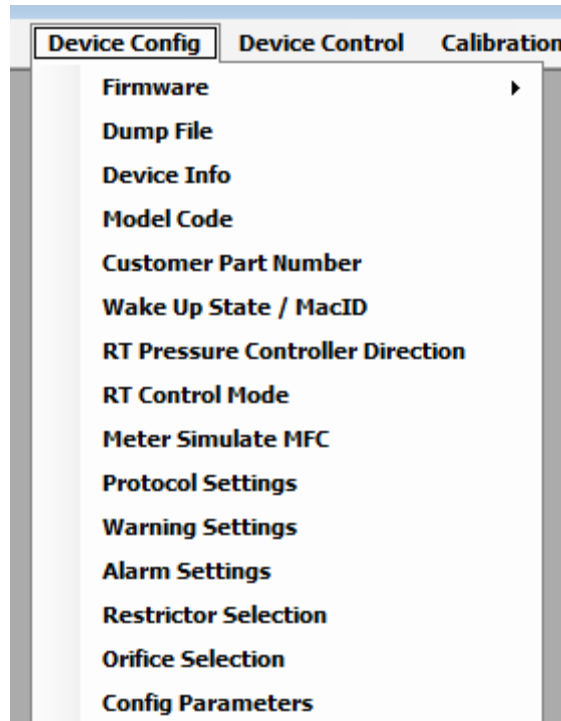 Device Config Device Control Calibration
Firmware
Dump File
Device Info
Model Code
Customer Part Number
Wake Up State / MacID
RT Pressure Controller Direction
RT Control Mode
Meter Simulate MFC
Protocol Settings
Warning Settings
Alarm Settings
Restrictor Selection
Orifice Selection
Config Parameters